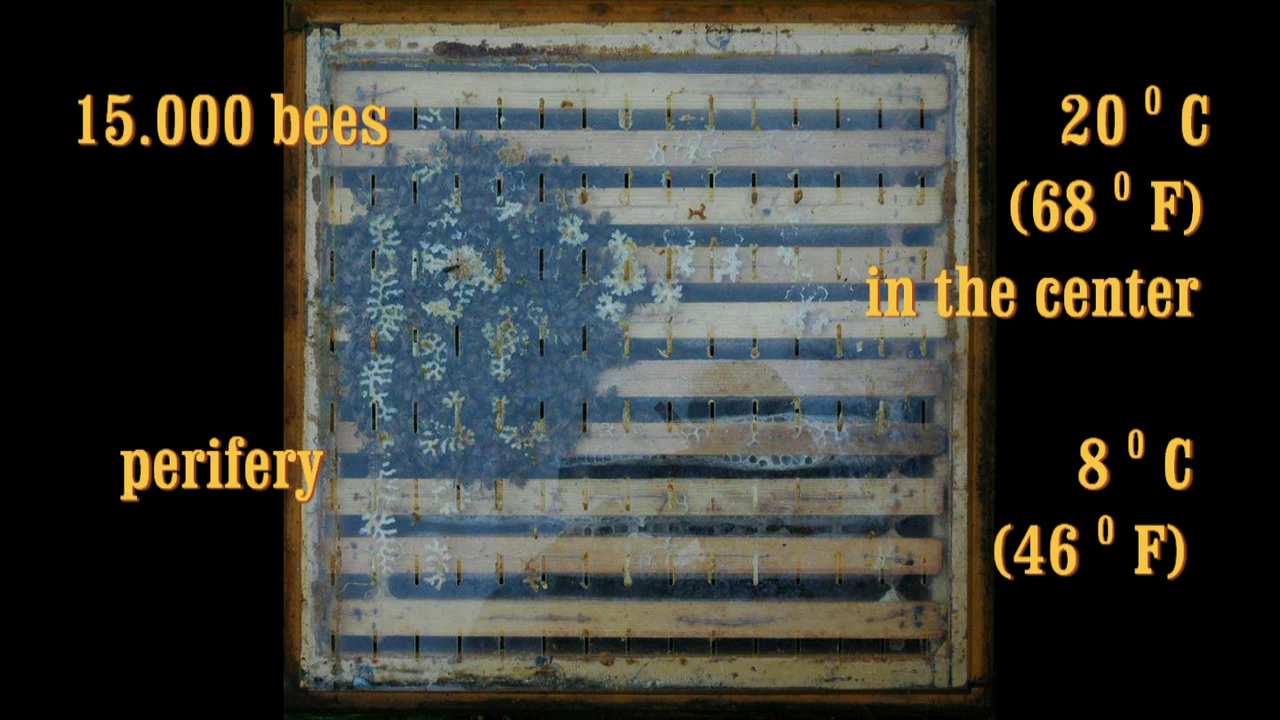 15.000 bees
20 ⁰ C
(68 ⁰ F)
in the center
perifery
8 ⁰ C
(46 ⁰ F)